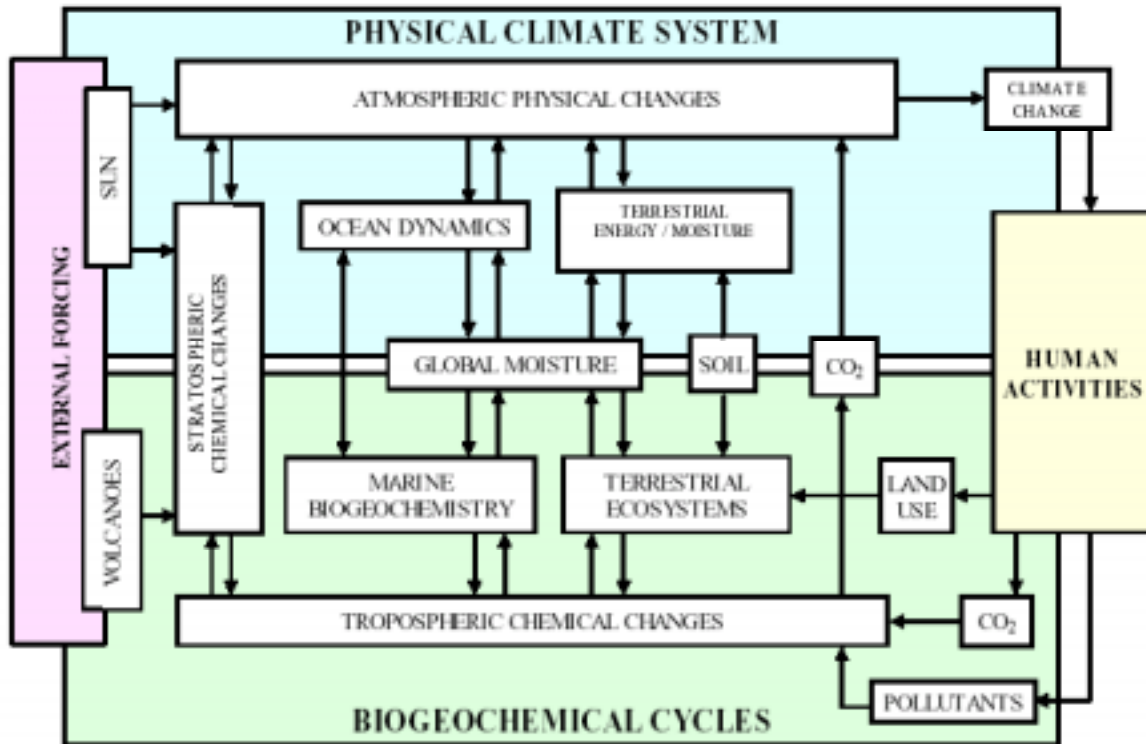 PHYSICAL CLIMATE SYSTEM
ATMOSPHERIC PHYSICAL CHANGES
CLIMATE
CHANGE
SUN
OCEAN DYNAMICS
TERRESTRIAL
ENERGY / MOISTURE
EXTERNAL FORCING
STRATOSPHERIC
CHEMICAL CHANGES
GLOBAL MOISTURE
SOIL
CO₂
HUMAN
ACTIVITIES
VOLCANOES
MARINE
BIOGEOCHEMISTRY
TERRESTRIAL
ECOSYSTEMS
LAND
USE
TROPOSPHERIC CHEMICAL CHANGES
CO₂
POLLUTANTS
BIOGEOCHEMICAL CYCLES